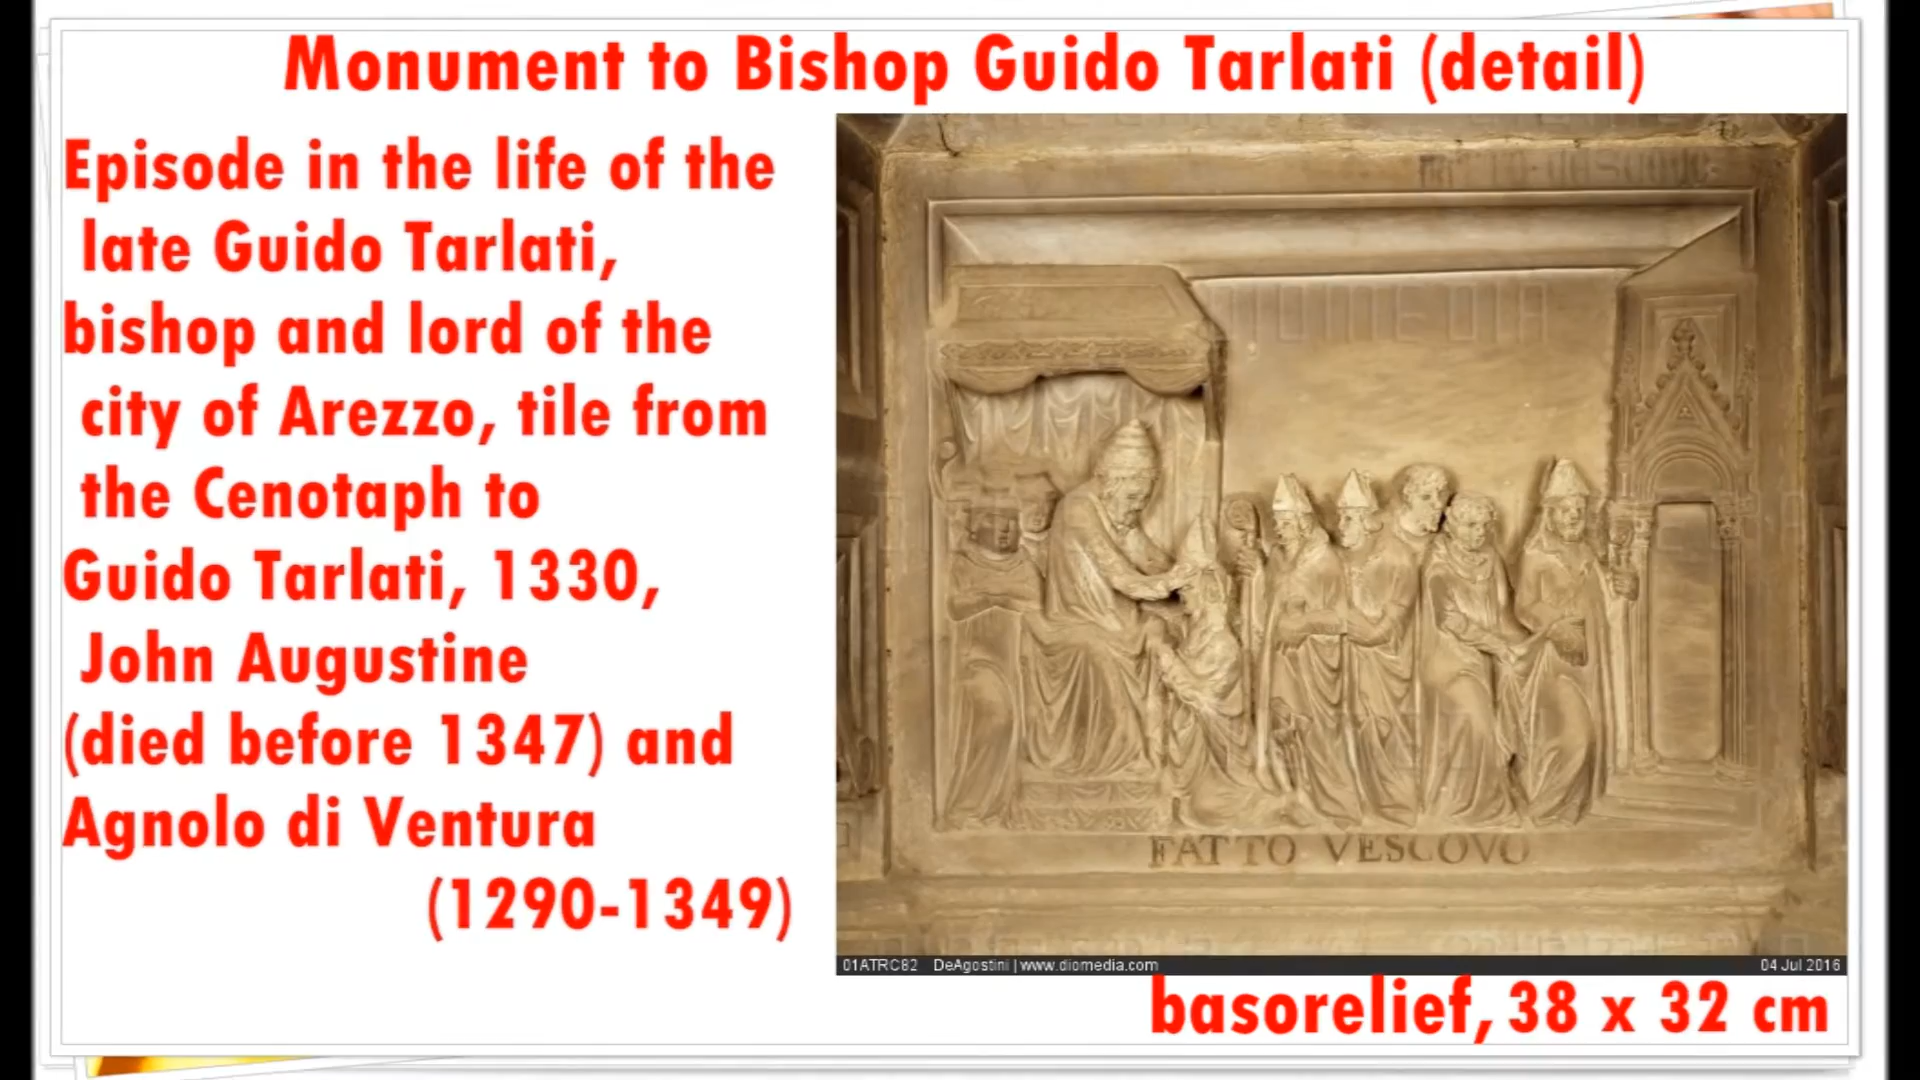 Monument to Bishop Guido Tarlati (detail)
Episode in the life of the
late Guido Tarlati,
bishop and lord of the
city of Arezzo, tile from
the Cenotaph to
Guido Tarlati, 1330,
John Augustine
(died before 1347) and
Agnolo di Ventura
(1290-1349)
FATTO VESCOVO
01ATRC82 DeAgostini | www.diomedia.com
04 Jul 2016
basorelief, 38 x 32 cm